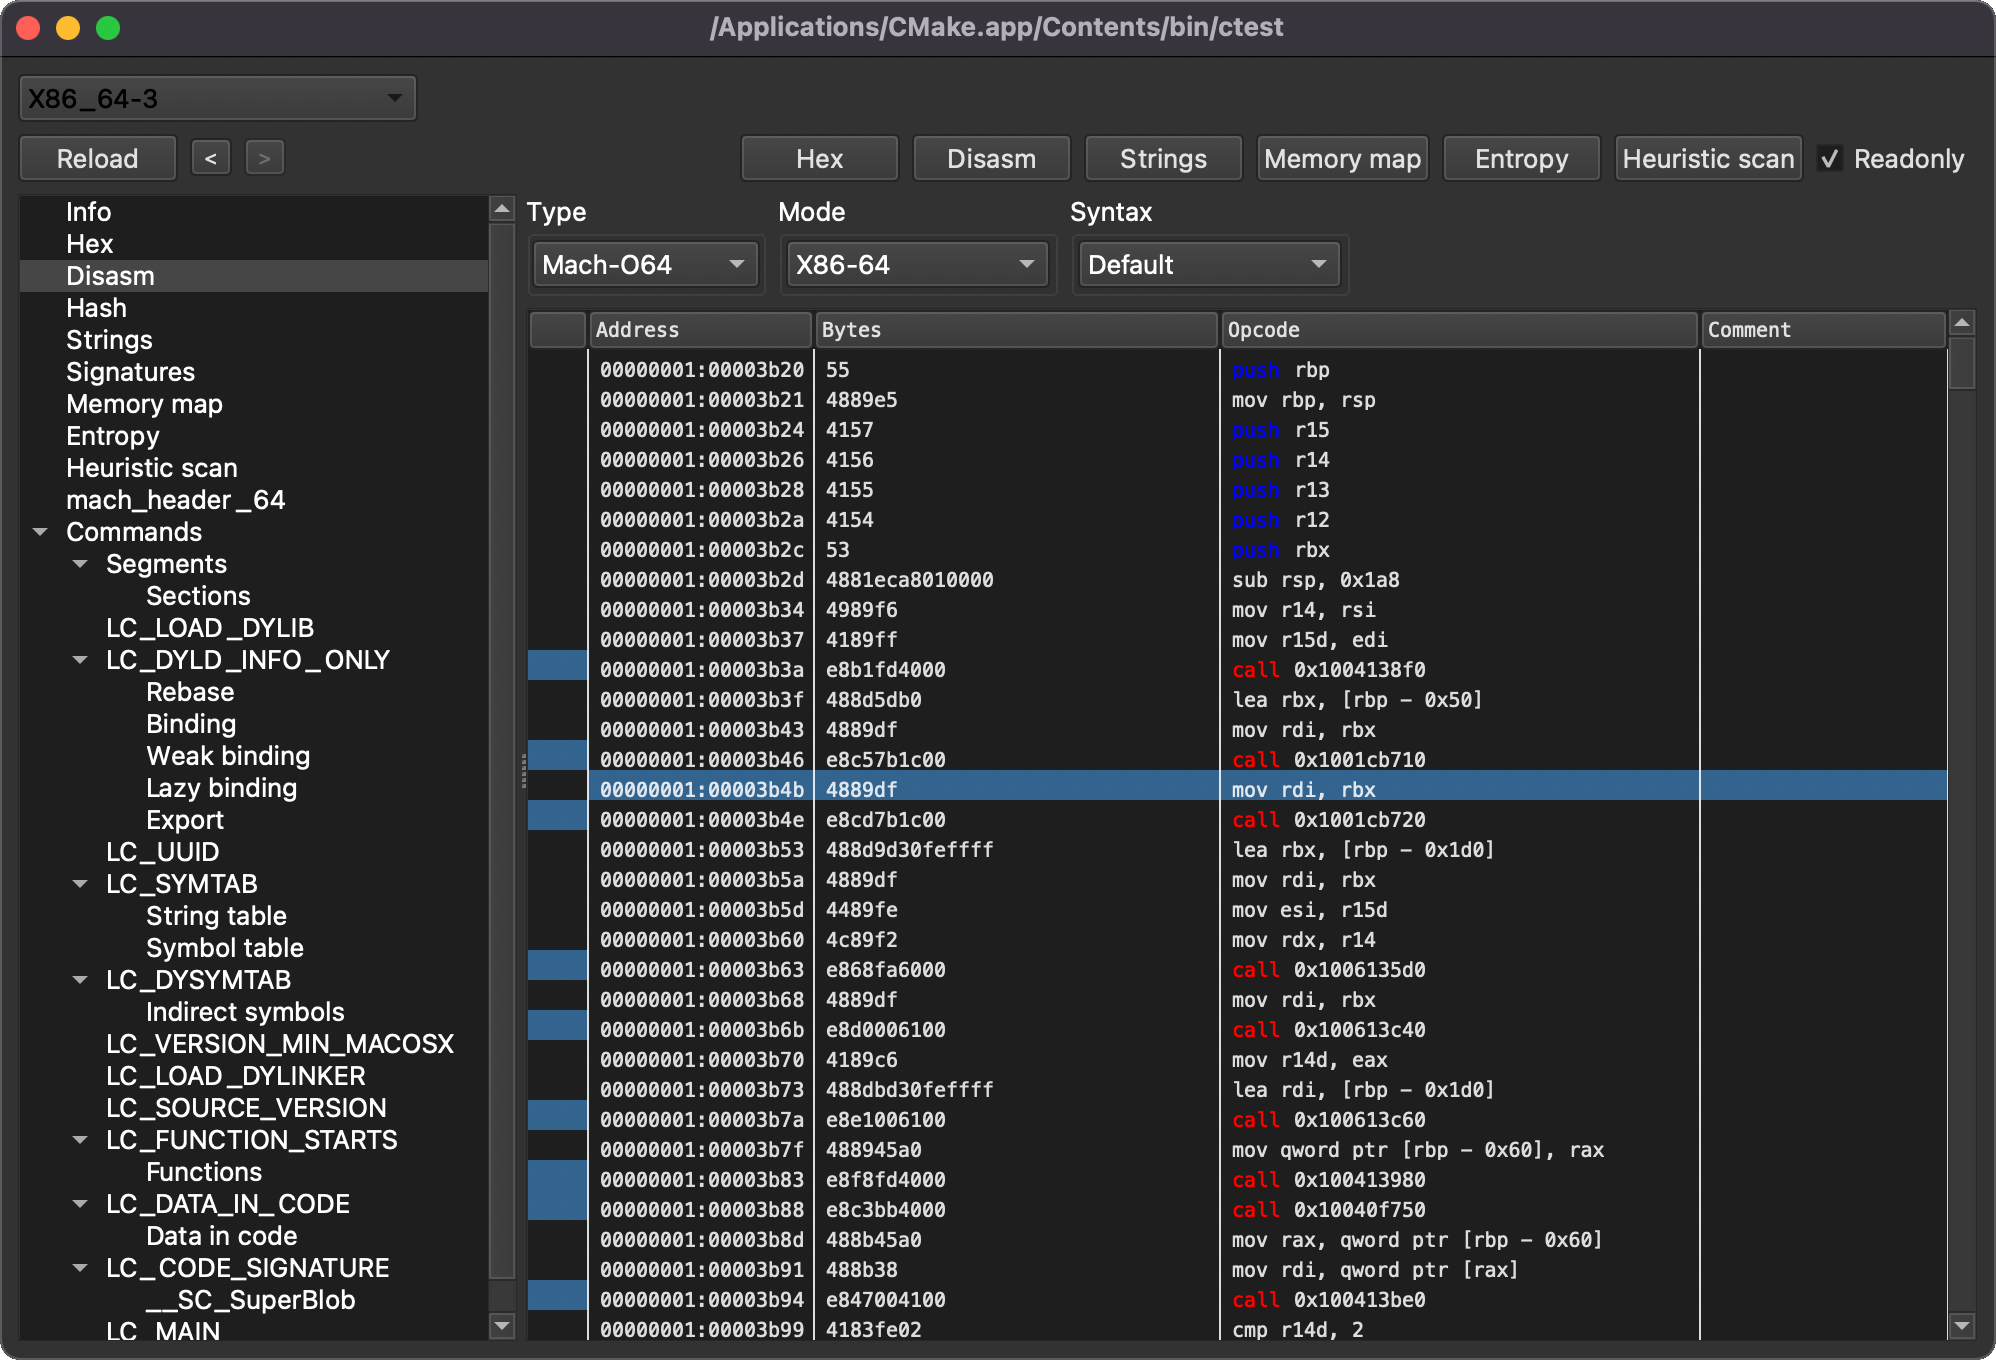 /Applications/CMake.app/Contents/bin/ctest
X86_64-3
Reload < > Hex Disasm Strings Memory map Entropy Heuristic scan ✓ Readonly
Info
Hex
Disasm
Hash
Strings
Signatures
Memory map
Entropy
Heuristic scan
mach_header_64
Commands
Segments
Sections
LC_LOAD_DYLIB
LC_DYLD_INFO_ONLY
Rebase
Binding
Weak binding
Lazy binding
Export
LC_UUID
LC_SYMTAB
String table
Symbol table
LC_DYSYMTAB
Indirect symbols
LC_VERSION_MIN_MACOSX
LC_LOAD_DYLINKER
LC_SOURCE_VERSION
LC_FUNCTION_STARTS
Functions
LC_DATA_IN_CODE
Data in code
LC_CODE_SIGNATURE
__SC_SuperBlob
LC_MAIN
Type Mode Syntax
Mach-O64 X86-64 Default
Address Bytes Opcode Comment
00000001:00003b20 55 push rbp
00000001:00003b21 4889e5 mov rbp, rsp
00000001:00003b24 4157 push r15
00000001:00003b26 4156 push r14
00000001:00003b28 4155 push r13
00000001:00003b2a 4154 push r12
00000001:00003b2c 53 push rbx
00000001:00003b2d 4881eca8010000 sub rsp, 0x1a8
00000001:00003b34 4989f6 mov r14, rsi
00000001:00003b37 4189ff mov r15d, edi
00000001:00003b3a e8b1fd4000 call 0x1004138f0
00000001:00003b3f 488d5db0 lea rbx, [rbp - 0x50]
00000001:00003b43 4889df mov rdi, rbx
00000001:00003b46 e8c57b1c00 call 0x1001cb710
00000001:00003b4b 4889df mov rdi, rbx
00000001:00003b4e e8cd7b1c00 call 0x1001cb720
00000001:00003b53 488d9d30feffff lea rbx, [rbp - 0x1d0]
00000001:00003b5a 4889df mov rdi, rbx
00000001:00003b5d 4489fe mov esi, r15d
00000001:00003b60 4c89f2 mov rdx, r14
00000001:00003b63 e868fa6000 call 0x1006135d0
00000001:00003b68 4889df mov rdi, rbx
00000001:00003b6b e8d0006100 call 0x100613c40
00000001:00003b70 4189c6 mov r14d, eax
00000001:00003b73 488dbd30feffff lea rdi, [rbp - 0x1d0]
00000001:00003b7a e8e1006100 call 0x100613c60
00000001:00003b7f 488945a0 mov qword ptr [rbp - 0x60], rax
00000001:00003b83 e8f8fd4000 call 0x100413980
00000001:00003b88 e8c3bb4000 call 0x10040f750
00000001:00003b8d 488b45a0 mov rax, qword ptr [rbp - 0x60]
00000001:00003b91 488b38 mov rdi, qword ptr [rax]
00000001:00003b94 e847004100 call 0x100413be0
00000001:00003b99 4183fe02 cmp r14d, 2